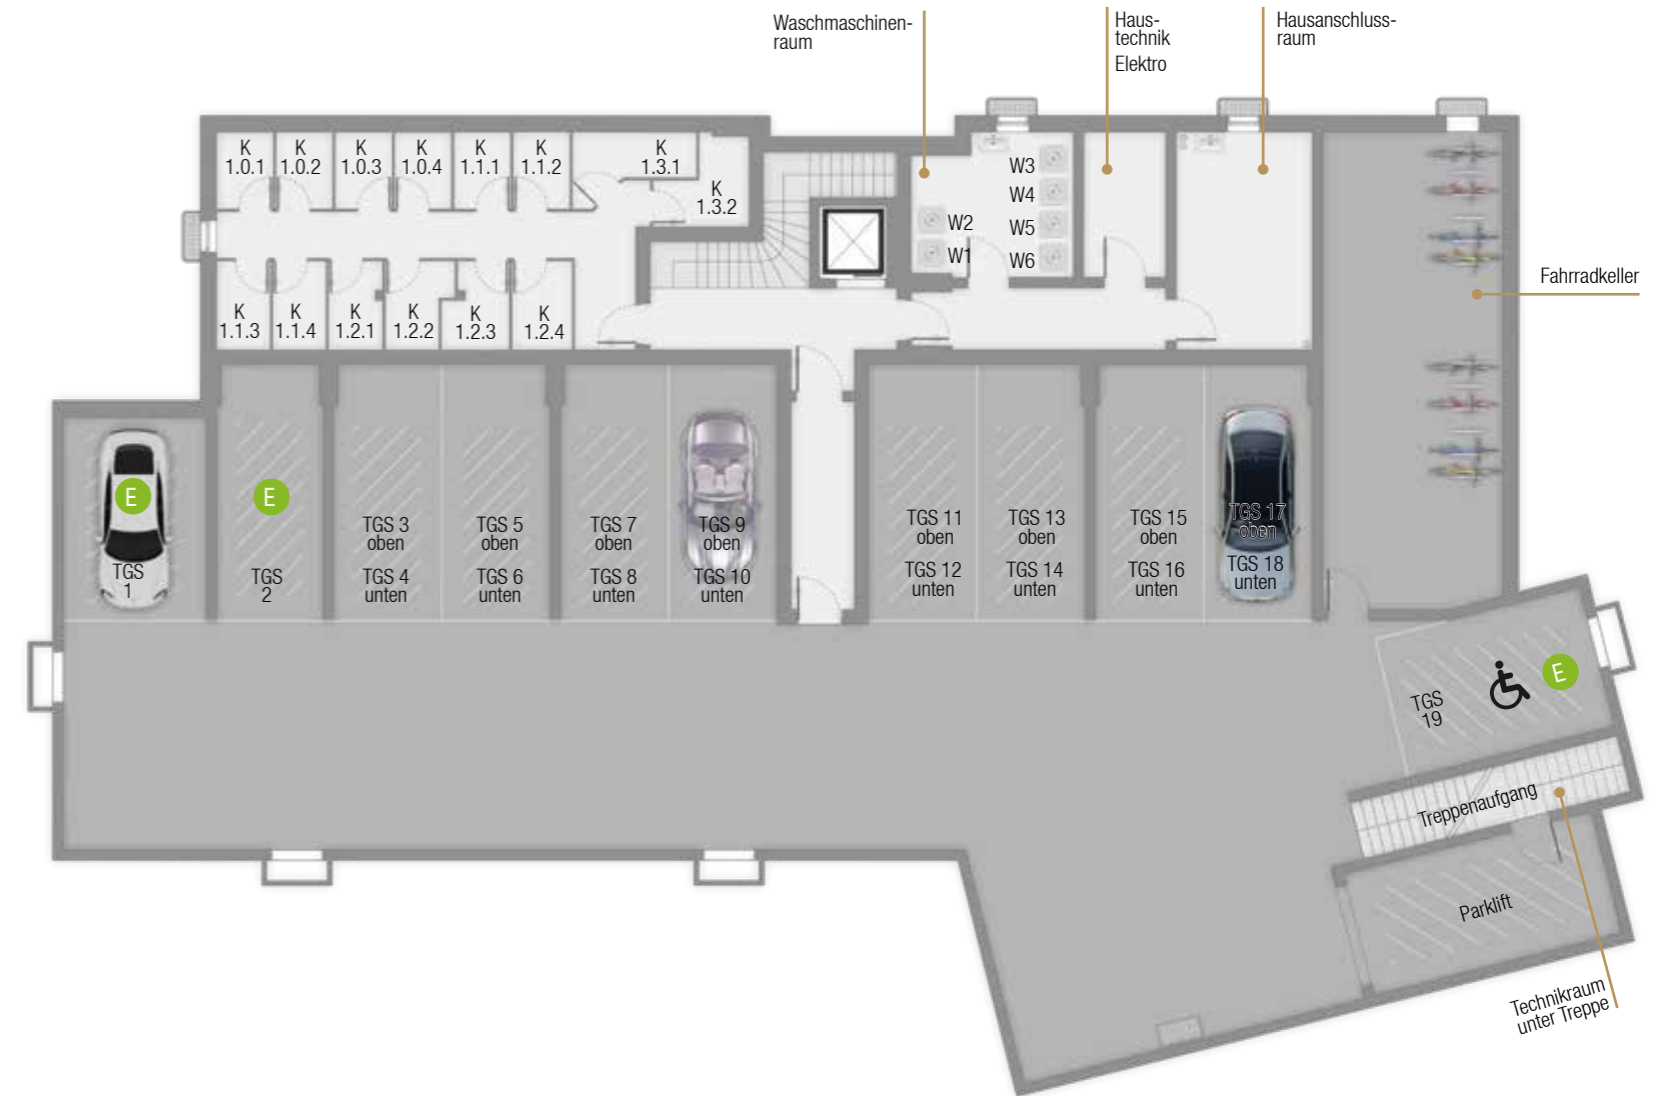 Waschmaschinen-
raum
Haus-
technik
Elektro
Hausanschluss-
raum
K
1.0.1
K
1.0.2
K
1.0.3
K
1.0.4
K
1.1.1
K
1.1.2
K
1.3.1
K
1.3.2
W3
W4
W2
W5
W1
W6
Fahrradkeller
K
1.1.3
K
1.1.4
K
1.2.1
K
1.2.2
K
1.2.3
K
1.2.4
E
TGS
1
E
TGS
2
TGS 3
oben
TGS 4
unten
TGS 5
oben
TGS 6
unten
TGS 7
oben
TGS 8
unten
TGS 9
oben
TGS 10
unten
TGS 11
oben
TGS 12
unten
TGS 13
oben
TGS 14
unten
TGS 15
oben
TGS 16
unten
TGS 17
oben
TGS 18
unten
TGS
19
E
Treppenaufgang
Parklift
Technikraum
unter Treppe